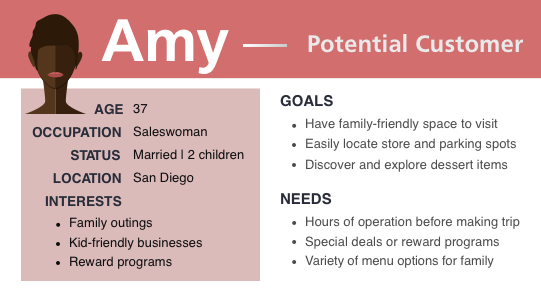 Amy — Potential Customer
AGE 37
OCCUPATION Saleswoman
STATUS Married | 2 children
LOCATION San Diego
INTERESTS
• Family outings
• Kid-friendly businesses
• Reward programs
GOALS
• Have family-friendly space to visit
• Easily locate store and parking spots
• Discover and explore dessert items
NEEDS
• Hours of operation before making trip
• Special deals or reward programs
• Variety of menu options for family